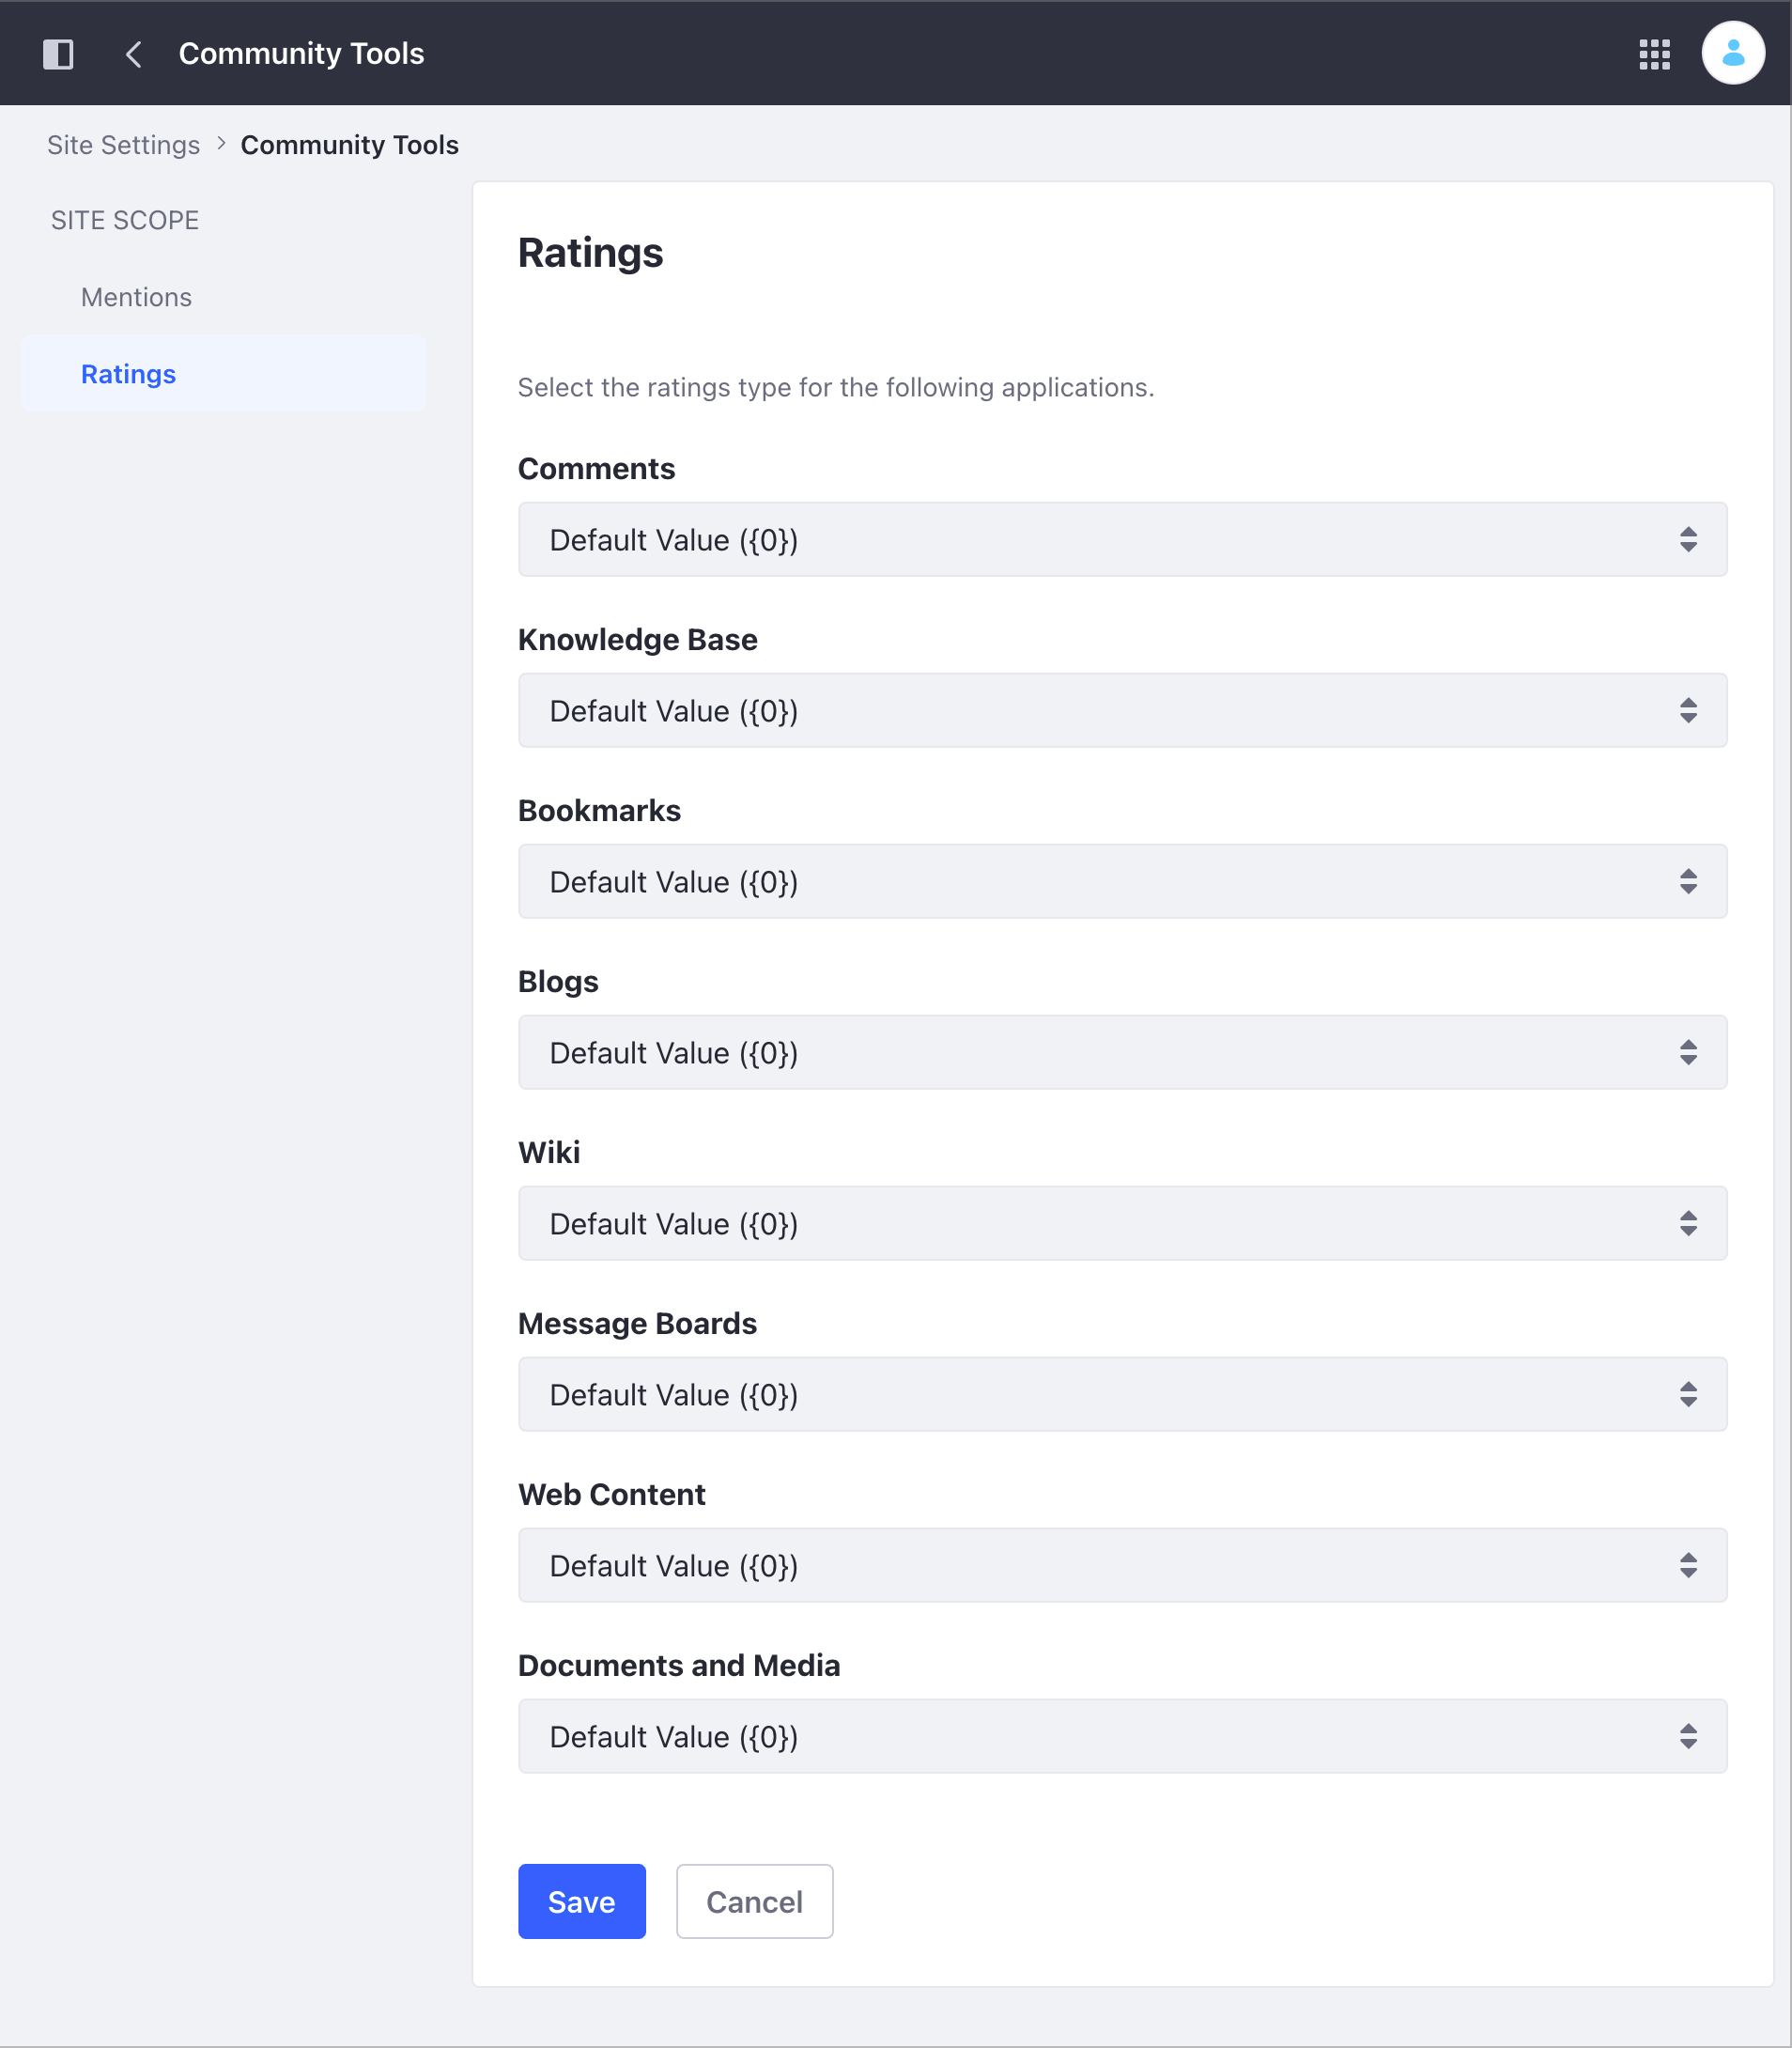 Community Tools
Site Settings > Community Tools
SITE SCOPE
Mentions
Ratings
Ratings
Select the ratings type for the following applications.
Comments
Default Value ({0})
Knowledge Base
Default Value ({0})
Bookmarks
Default Value ({0})
Blogs
Default Value ({0})
Wiki
Default Value ({0})
Message Boards
Default Value ({0})
Web Content
Default Value ({0})
Documents and Media
Default Value ({0})
Save Cancel